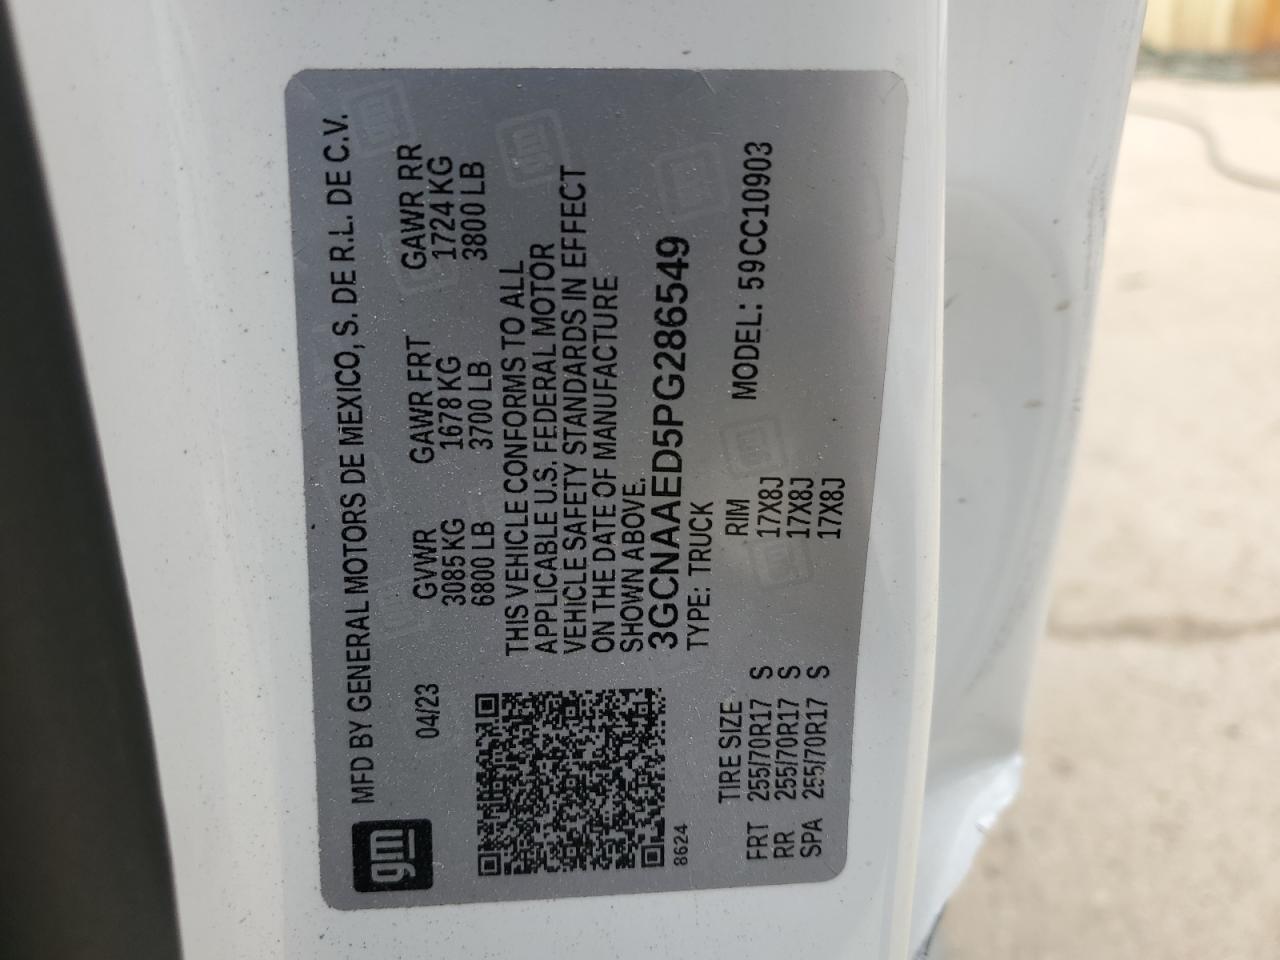 gm
MFD BY GENERAL MOTORS DE MEXICO, S. DE R.L. DE C.V.
04/23 GVWR GAWR FRT GAWR RR
3085 KG 1678 KG 1724 KG
6800 LB 3700 LB 3800 LB
THIS VEHICLE CONFORMS TO ALL
APPLICABLE U.S. FEDERAL MOTOR
VEHICLE SAFETY STANDARDS IN EFFECT
ON THE DATE OF MANUFACTURE
SHOWN ABOVE.
3GCNAAED5PG286549
8624
TYPE: TRUCK
MODEL: 59CC10903
TIRE SIZE RIM
FRT 255/70R17 S 17X8J
RR 255/70R17 S 17X8J
SPA 255/70R17 S 17X8J